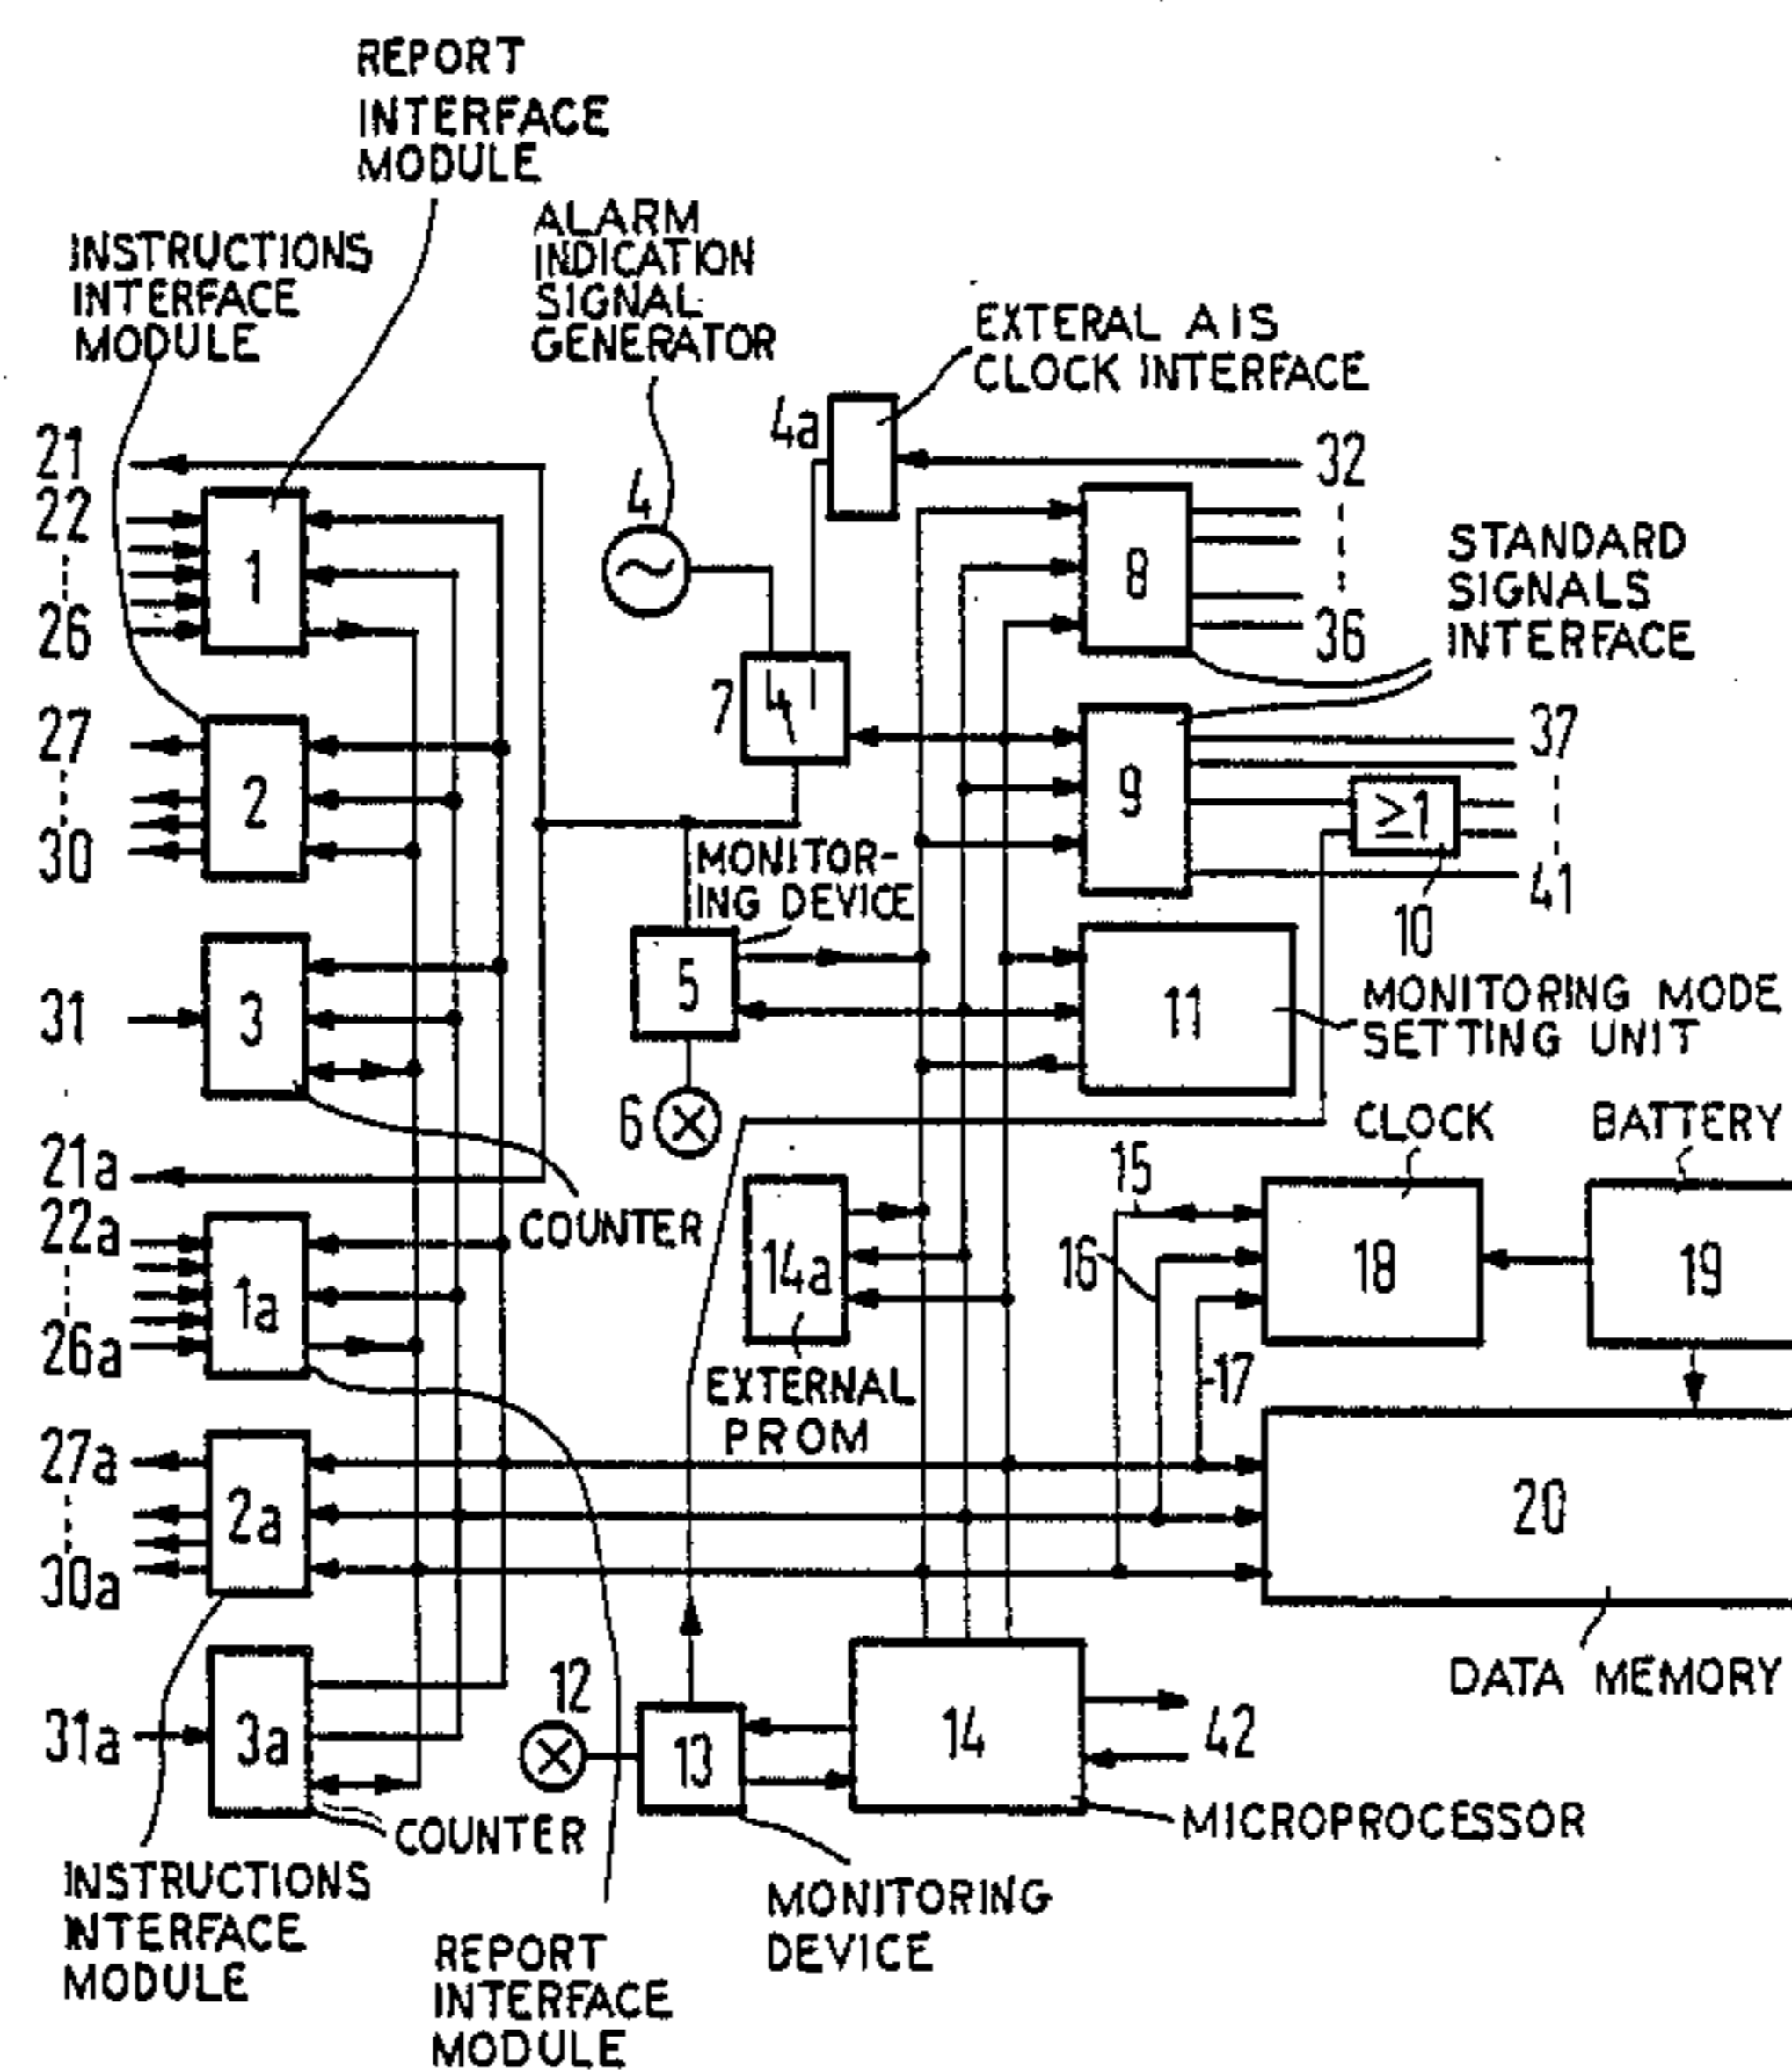 REPORT
INTERFACE
MODULE
ALARM
INDICATION
SIGNAL
GENERATOR
INSTRUCTIONS
INTERFACE
MODULE
EXTERAL AIS
CLOCK INTERFACE
4a
21
22
26
1
4
32
36
8
STANDARD
SIGNALS
INTERFACE
7
27
30
2
9
37
41
≥1
10
MONITOR-
ING DEVICE
5
6
31
3
11
MONITORING MODE
SETTING UNIT
21a
22a
26a
1a
COUNTER
14a
EXTERNAL
PROM
15
16
17
CLOCK
18
BATTERY
19
27a
30a
2a
20
DATA MEMORY
31a
3a
COUNTER
12
13
14
42
MICROPROCESSOR
INSTRUCTIONS
INTERFACE
MODULE
REPORT
INTERFACE
MODULE
MONITORING
DEVICE